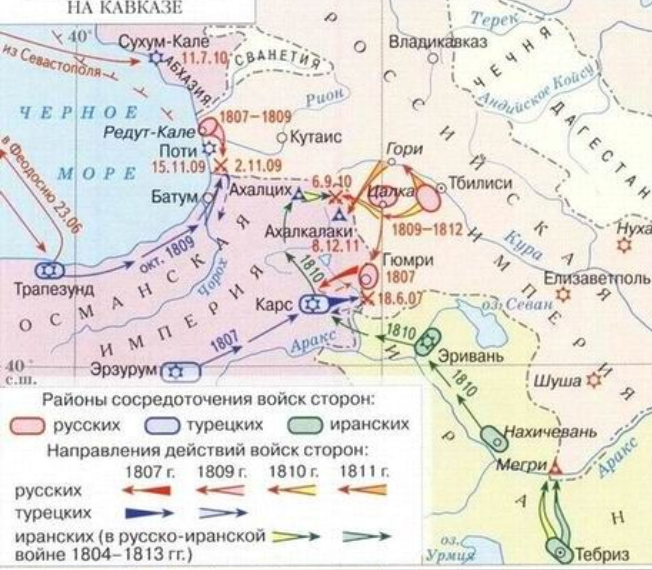 НА КАВКАЗЕ
40°
Терек
Сухум-Кале
Владикавказ
из Севастополя
11.7.10
АБХАЗИЯ
СВАНЕТИЯ
ЧЕЧНЯ
РОССИЙСКАЯ
ИМПЕРИЯ
Андийское Койсу
Рион
ДАГЕСТАН
ЧЕРНОЕ
МОРЕ
1807–1809
Редут-Кале
Кутаис
Поти
15.11.09
2.11.09
Гори
в Феодосию 23.06
Батум
Ахалцих
6.9.10
Цалка
Тбилиси
Ахалкалаки
1809–1812
8.12.11
Нуха
Кура
окт. 1809
Гюмри
1810
1807
Елизаветполь
Трапезунд
Чорох
ОСМАНСКАЯ
ИМПЕРИЯ
Карс
18.6.07
оз. Севан
1807
Аракс
1810
Эривань
40°
с.ш.
Эрзурум
1810
Шуша
И Р А Н
Нахичевань
Мегри
Аракс
оз.
Урмия
Тебриз
Районы сосредоточения войск сторон:
русских турецких иранских
Направления действий войск сторон:
1807 г. 1809 г. 1810 г. 1811 г.
русских
турецких
иранских (в русско-иранской
войне 1804–1813 гг.)